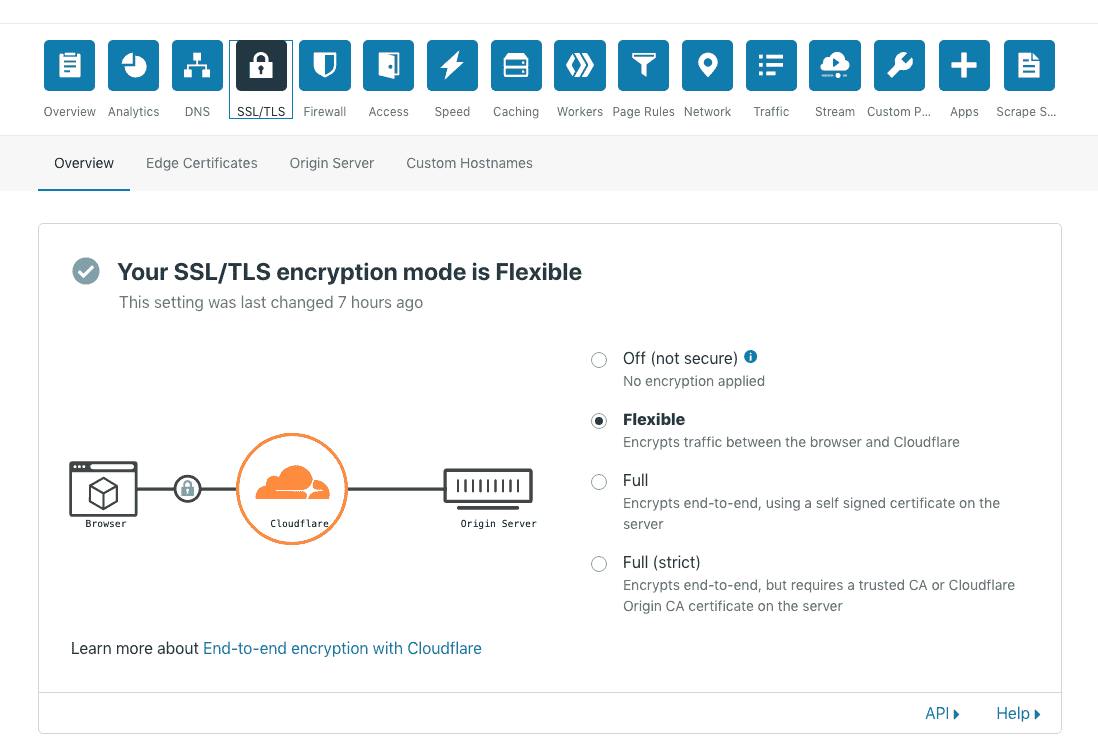 Overview Analytics DNS SSL/TLS Firewall Access Speed Caching Workers Page Rules Network Traffic Stream Custom P... Apps Scrape S...
Overview Edge Certificates Origin Server Custom Hostnames
Your SSL/TLS encryption mode is Flexible
This setting was last changed 7 hours ago
Off (not secure)
No encryption applied
Flexible
Encrypts traffic between the browser and Cloudflare
Full
Encrypts end-to-end, using a self signed certificate on the
server
Full (strict)
Encrypts end-to-end, but requires a trusted CA or Cloudflare
Origin CA certificate on the server
Browser Cloudflare Origin Server
Learn more about End-to-end encryption with Cloudflare
API Help